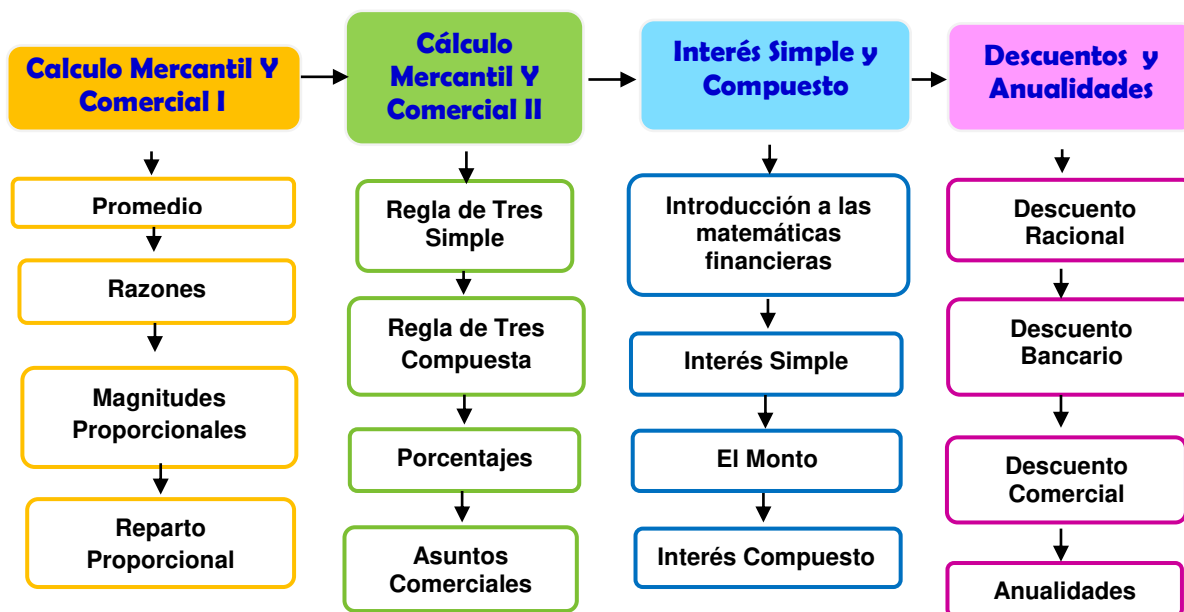 Calculo Mercantil Y
Comercial I
Promedio
Razones
Magnitudes
Proporcionales
Reparto
Proporcional
Cálculo
Mercantil Y
Comercial II
Regla de Tres
Simple
Regla de Tres
Compuesta
Porcentajes
Asuntos
Comerciales
Interés Simple y
Compuesto
Introducción a las
matemáticas
financieras
Interés Simple
El Monto
Interés Compuesto
Descuentos y
Anualidades
Descuento
Racional
Descuento
Bancario
Descuento
Comercial
Anualidades